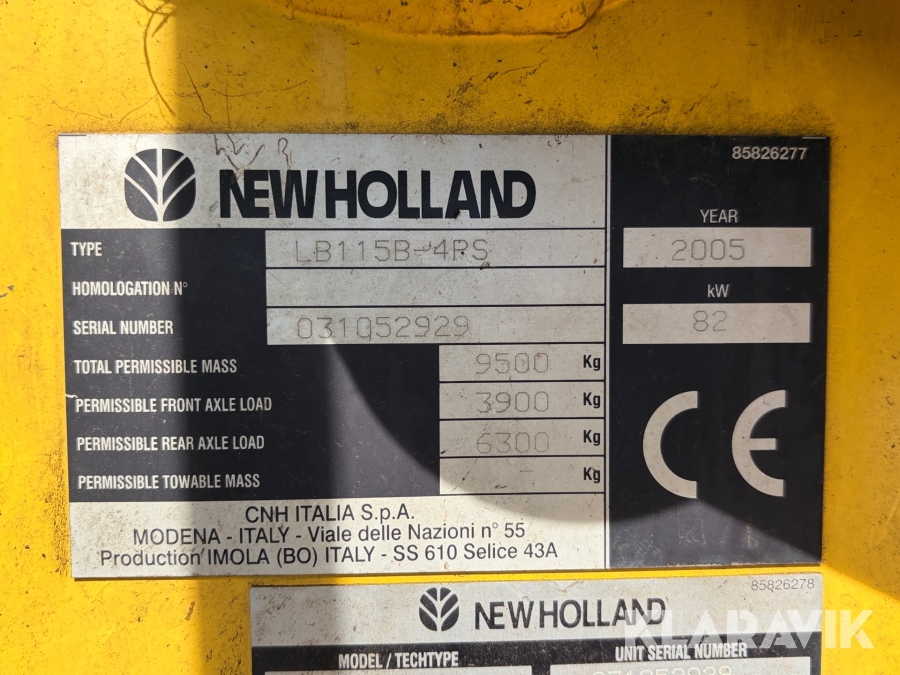 85826277
NEW HOLLAND
YEAR
TYPE LB115B-4PS 2005
HOMOLOGATION N°
kW
SERIAL NUMBER 031052929 82
TOTAL PERMISSIBLE MASS 9500 Kg
PERMISSIBLE FRONT AXLE LOAD 3900 Kg
PERMISSIBLE REAR AXLE LOAD 6300 Kg
PERMISSIBLE TOWABLE MASS Kg
CE
CNH ITALIA S.p.A.
MODENA - ITALY - Viale delle Nazioni n° 55
Production IMOLA (BO) ITALY - SS 610 Selice 43A
85826278
NEW HOLLAND
KLARAVIK
MODEL / TECHTYPE UNIT SERIAL NUMBER